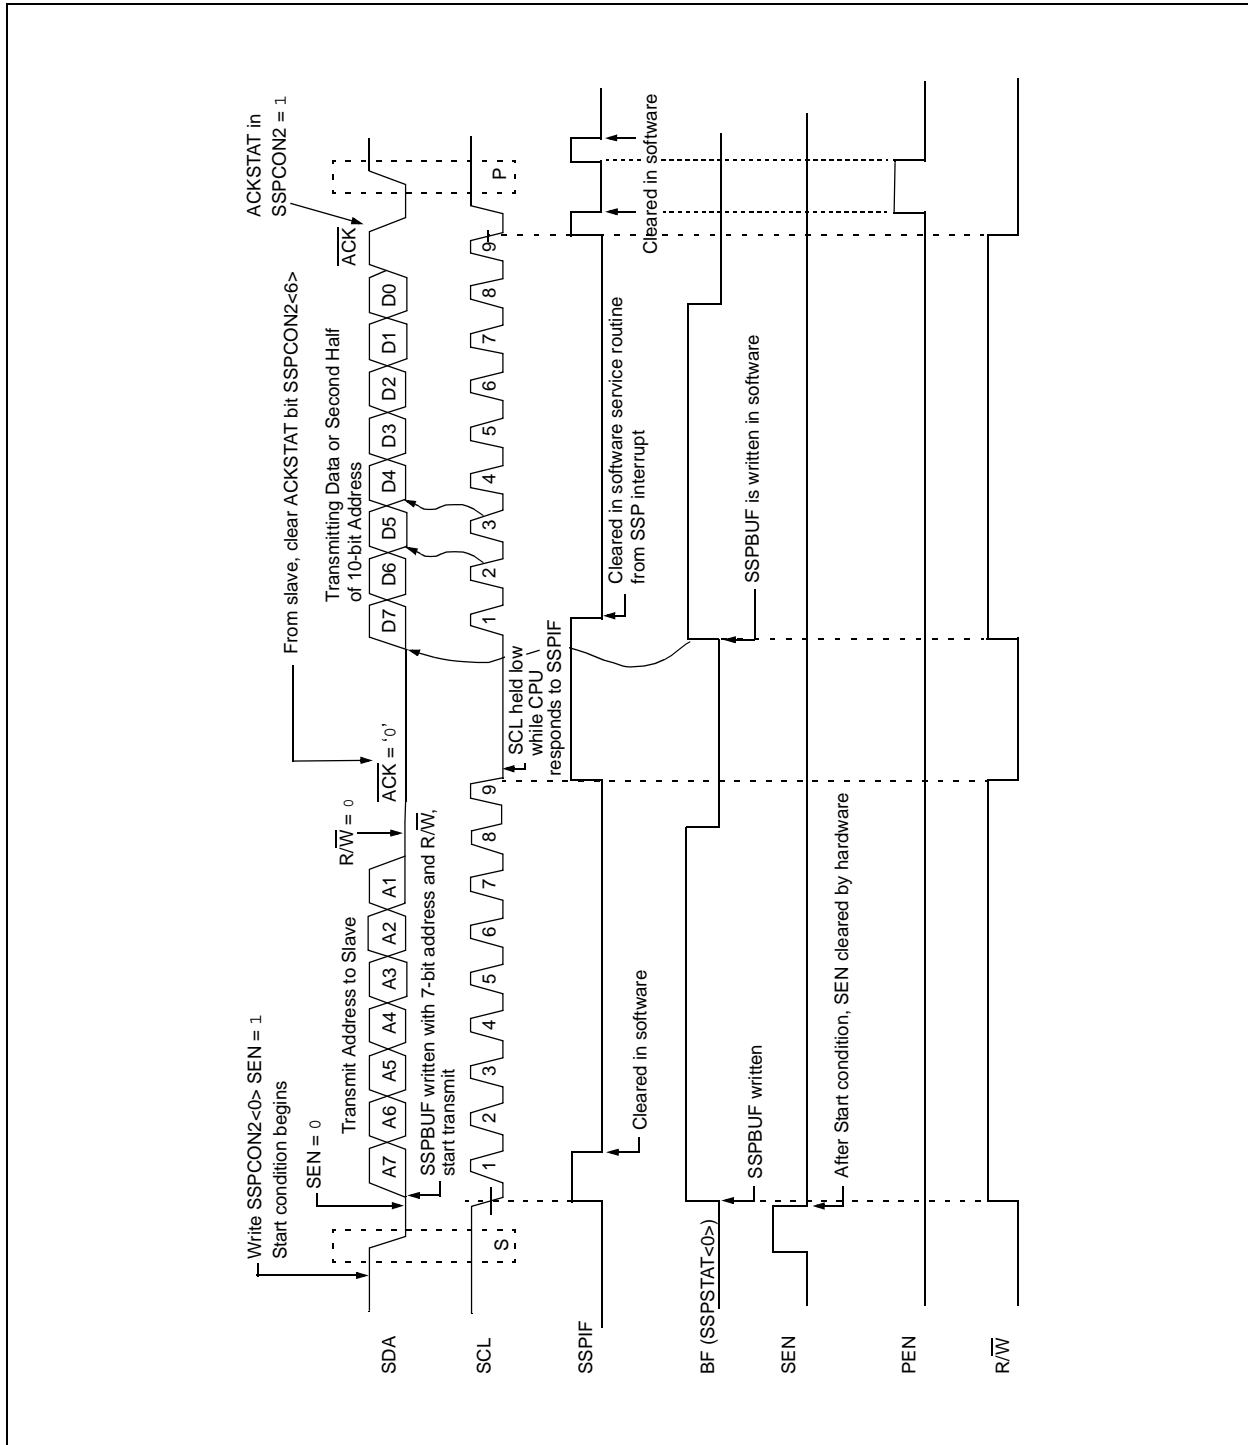 Write SSPCON2<0> SEN = 1
Start condition begins
SEN = 0
Transmit Address to Slave
R/W = 0
From slave, clear ACKSTAT bit SSPCON2<6>
Transmitting Data or Second Half
of 10-bit Address
ACKSTAT in
SSPCON2 = 1
ACK = '0'
ACK
SDA
A7 A6 A5 A4 A3 A2 A1
D7 D6 D5 D4 D3 D2 D1 D0
SSPBUF written with 7-bit address and R/W,
start transmit
SCL
S
1 2 3 4 5 6 7 8 9
1 2 3 4 5 6 7 8 9
P
SCL held low
while CPU
responds to SSPIF
SSPIF
Cleared in software
Cleared in software service routine
from SSP interrupt
Cleared in software
Cleared in software
BF (SSPSTAT<0>)
SSPBUF written
SSPBUF is written in software
SEN
After Start condition, SEN cleared by hardware
PEN
R/W